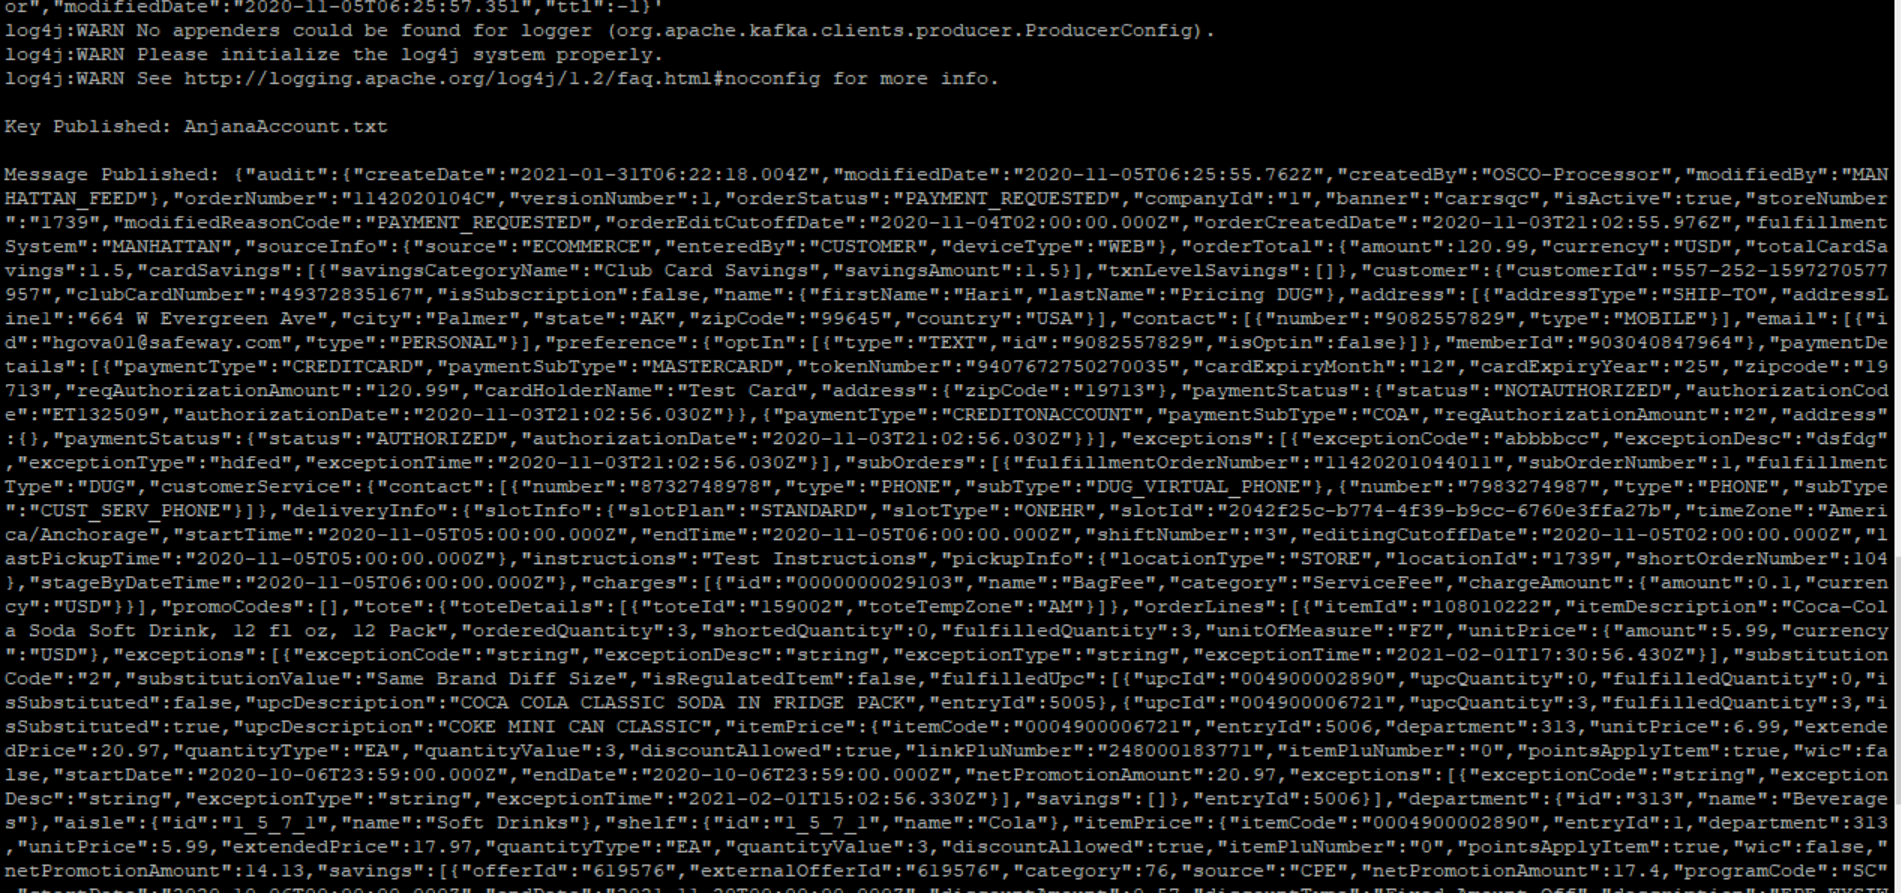 or","modifiedDate":"2020-11-05T06:25:57.351","ttl":-1}'
log4j:WARN No appenders could be found for logger (org.apache.kafka.clients.producer.ProducerConfig).
log4j:WARN Please initialize the log4j system properly.
log4j:WARN See http://logging.apache.org/log4j/1.2/faq.html#noconfig for more info.
Key Published: AnjanaAccount.txt
Message Published: {"audit":{"createDate":"2021-01-31T06:22:18.004Z","modifiedDate":"2020-11-05T06:25:55.762Z","createdBy":"OSCO-Processor","modifiedBy":"MAN
HATTAN_FEED"},"orderNumber":"1142020104C","versionNumber":1,"orderStatus":"PAYMENT_REQUESTED","companyId":"1","banner":"carrsqc","isActive":true,"storeNumber
":"1739","modifiedReasonCode":"PAYMENT_REQUESTED","orderEditCutoffDate":"2020-11-04T02:00:00.000Z","orderCreatedDate":"2020-11-03T21:02:55.976Z","fulfillment
System":"MANHATTAN","sourceInfo":{"source":"ECOMMERCE","enteredBy":"CUSTOMER","deviceType":"WEB"},"orderTotal":{"amount":120.99,"currency":"USD","totalCardSa
vings":1.5,"cardSavings":[{"savingsCategoryName":"Club Card Savings","savingsAmount":1.5}],"txnLevelSavings":[]},"customer":{"customerId":"557-252-1597270577
957","clubCardNumber":"49372835167","isSubscription":false,"name":{"firstName":"Hari","lastName":"Pricing DUG"},"address":[{"addressType":"SHIP-TO","addressL
ine1":"664 W Evergreen Ave","city":"Palmer","state":"AK","zipCode":"99645","country":"USA"}],"contact":[{"number":"9082557829","type":"MOBILE"}],"email":[{"i
d":"hgova01@safeway.com","type":"PERSONAL"}],"preference":{"optIn":[{"type":"TEXT","id":"9082557829","isOptin":false}]},"memberId":"903040847964"},"paymentDe
tails":[{"paymentType":"CREDITCARD","paymentSubType":"MASTERCARD","tokenNumber":"9407672750270035","cardExpiryMonth":"12","cardExpiryYear":"25","zipcode":"19
713","reqAuthorizationAmount":"120.99","cardHolderName":"Test Card","address":{"zipCode":"19713"},"paymentStatus":{"status":"NOTAUTHORIZED","authorizationCod
e":"ET132509","authorizationDate":"2020-11-03T21:02:56.030Z"}},{"paymentType":"CREDITONACCOUNT","paymentSubType":"COA","reqAuthorizationAmount":"2","address"
:{},"paymentStatus":{"status":"AUTHORIZED","authorizationDate":"2020-11-03T21:02:56.030Z"}}],"exceptions":[{"exceptionCode":"abbbbcc","exceptionDesc":"dsfdg"
,"exceptionType":"hdfed","exceptionTime":"2020-11-03T21:02:56.030Z"}],"subOrders":[{"fulfillmentOrderNumber":"11420201044011","subOrderNumber":1,"fulfillment
Type":"DUG","customerService":{"contact":[{"number":"8732748978","type":"PHONE","subType":"DUG_VIRTUAL_PHONE"},{"number":"7983274987","type":"PHONE","subType
":"CUST_SERV_PHONE"}]},"deliveryInfo":{"slotInfo":{"slotPlan":"STANDARD","slotType":"ONEHR","slotId":"2042f25c-b774-4f39-b9cc-6760e3ffa27b","timeZone":"Ameri
ca/Anchorage","startTime":"2020-11-05T05:00:00.000Z","endTime":"2020-11-05T06:00:00.000Z","shiftNumber":"3","editingCutoffDate":"2020-11-05T02:00:00.000Z","l
astPickupTime":"2020-11-05T05:00:00.000Z"},"instructions":"Test Instructions","pickupInfo":{"locationType":"STORE","locationId":"1739","shortOrderNumber":104
},"stageByDateTime":"2020-11-05T06:00:00.000Z"},"charges":[{"id":"0000000029103","name":"BagFee","category":"ServiceFee","chargeAmount":{"amount":0.1,"curren
cy":"USD"}}],"promoCodes":[],"tote":{"toteDetails":[{"toteId":"159002","toteTempZone":"AM"}]},"orderLines":[{"itemId":"108010222","itemDescription":"Coca-Col
a Soda Soft Drink, 12 fl oz, 12 Pack","orderedQuantity":3,"shortedQuantity":0,"fulfilledQuantity":3,"unitOfMeasure":"FZ","unitPrice":{"amount":5.99,"currency
":"USD"},"exceptions":[{"exceptionCode":"string","exceptionDesc":"string","exceptionType":"string","exceptionTime":"2021-02-01T17:30:56.430Z"}],"substitution
Code":"2","substitutionValue":"Same Brand Diff Size","isRegulatedItem":false,"fulfilledUpc":[{"upcId":"004900002890","upcQuantity":0,"fulfilledQuantity":0,"i
sSubstituted":false,"upcDescription":"COCA COLA CLASSIC SODA IN FRIDGE PACK","entryId":5005},{"upcId":"004900006721","upcQuantity":3,"fulfilledQuantity":3,"i
sSubstituted":true,"upcDescription":"COKE MINI CAN CLASSIC","itemPrice":{"itemCode":"0004900006721","entryId":5006,"department":313,"unitPrice":6.99,"extende
dPrice":20.97,"quantityType":"EA","quantityValue":3,"discountAllowed":true,"linkPluNumber":"248000183771","itemPluNumber":"0","pointsApplyItem":true,"wic":fa
lse,"startDate":"2020-10-06T23:59:00.000Z","endDate":"2020-10-06T23:59:00.000Z","netPromotionAmount":20.97,"exceptions":[{"exceptionCode":"string","exception
Desc":"string","exceptionType":"string","exceptionTime":"2021-02-01T15:02:56.330Z"}],"savings":[]},"entryId":5006}],"department":{"id":"313","name":"Beverage
s"},"aisle":{"id":"1_5_7_1","name":"Soft Drinks"},"shelf":{"id":"1_5_7_1","name":"Cola"},"itemPrice":{"itemCode":"0004900002890","entryId":1,"department":313
,"unitPrice":5.99,"extendedPrice":17.97,"quantityType":"EA","quantityValue":3,"discountAllowed":true,"itemPluNumber":"0","pointsApplyItem":true,"wic":false,"
netPromotionAmount":14.13,"savings":[{"offerId":"619576","externalOfferId":"619576","category":76,"source":"CPE","netPromotionAmount":17.4,"programCode":"SC"